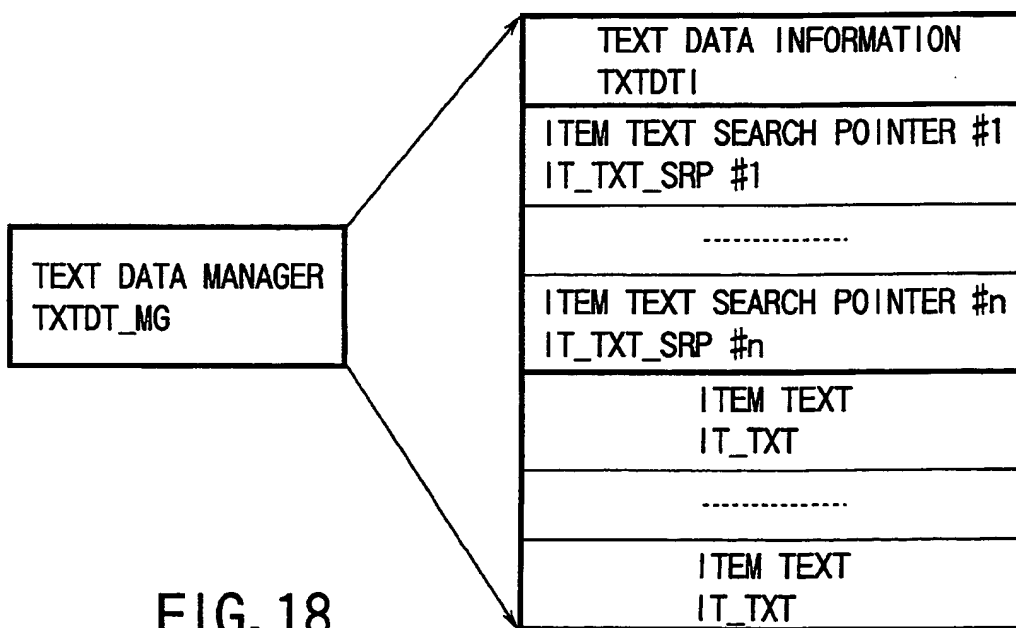 TEXT DATA MANAGER
TXTDT_MG
TEXT DATA INFORMATION
TXTDTI
ITEM TEXT SEARCH POINTER #1
IT_TXT_SRP #1
---------------
ITEM TEXT SEARCH POINTER #n
IT_TXT_SRP #n
ITEM TEXT
IT_TXT
---------------
ITEM TEXT
IT_TXT
FIG. 18